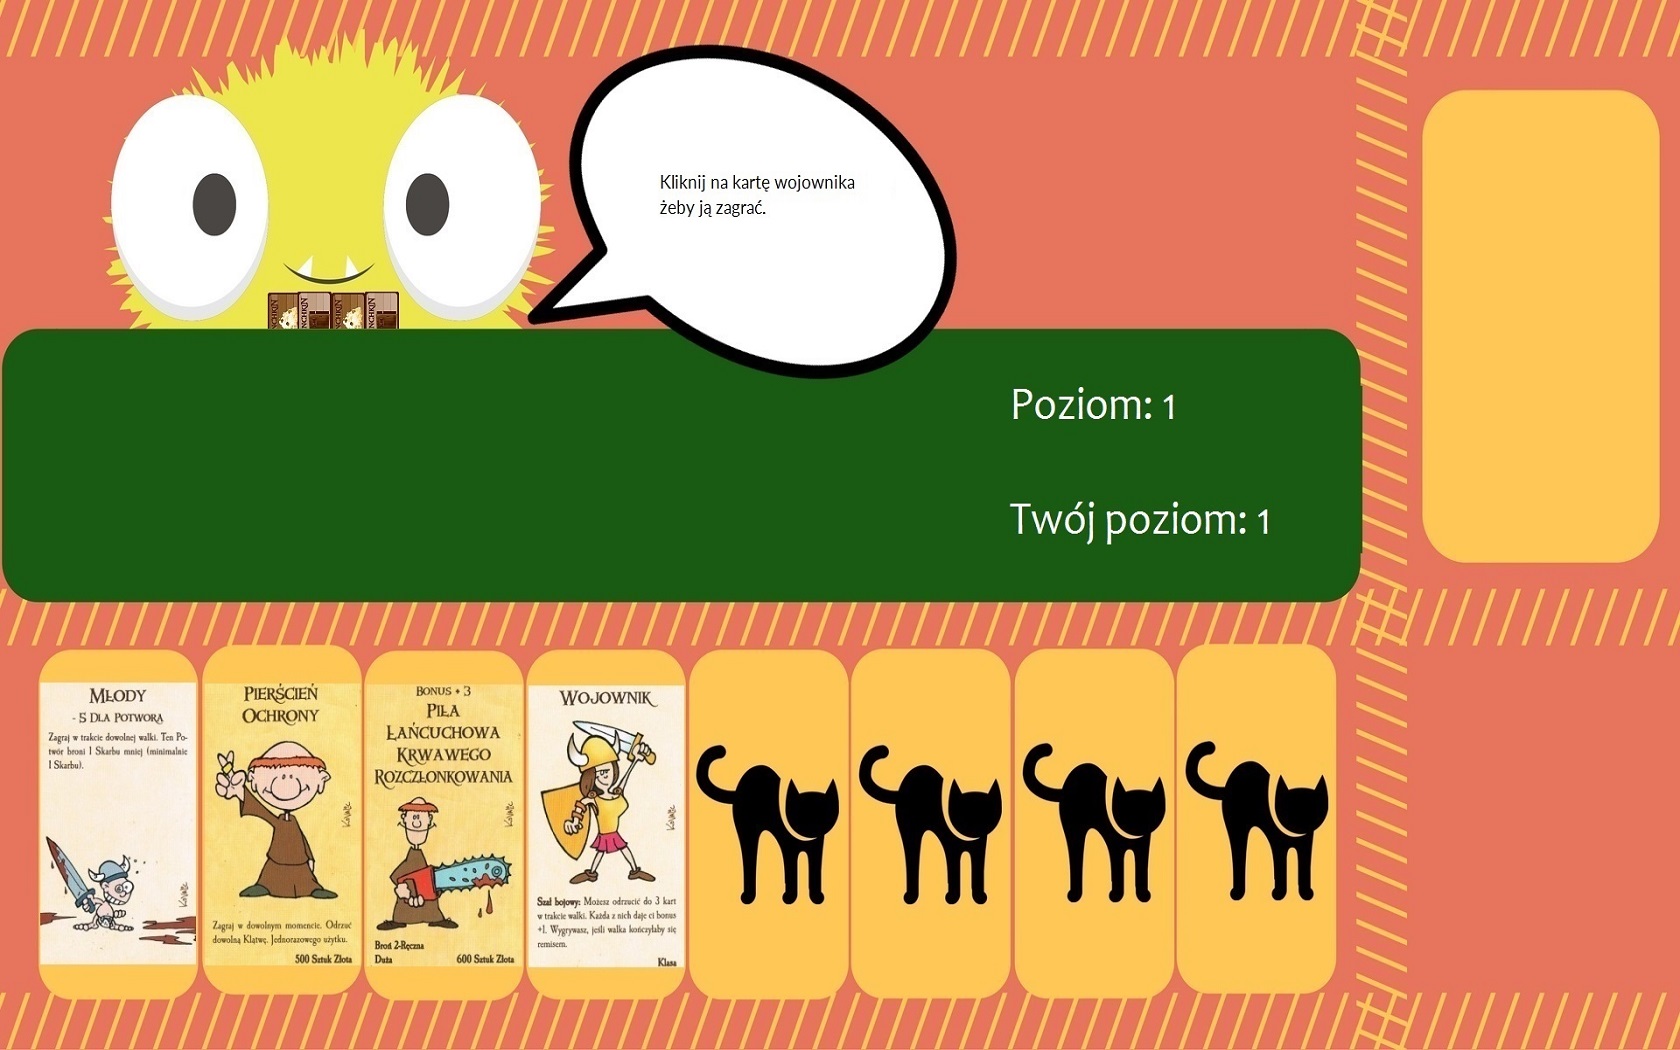 Kliknij na kartę wojownika
żeby ją zagrać.
Poziom: 1
Twój poziom: 1
MŁODY
- 5 DLA POTWORA
Zagraj w trakcie dowolnej walki. Ten Po-
twór broni 1 Skarbu mniej (minimalnie
1 Skarbu).
PIERŚCIEŃ
OCHRONY
Zagraj w dowolnym momencie. Odrzuć
dowolną Klątwę. Jednorazowego użytku.
500 Sztuk Złota
BONUS + 3
PIŁA
ŁAŃCUCHOWA
KRWAWEGO
ROZCZŁONKOWANIA
Broń 2-Ręczna
Duża
600 Sztuk Złota
WOJOWNIK
Szał bojowy: Możesz odrzucić do 3 kart
w trakcie walki. Każda z nich daje ci bonus
+1. Wygrywasz, jeśli walka kończyłaby się
remisem.
Klasa